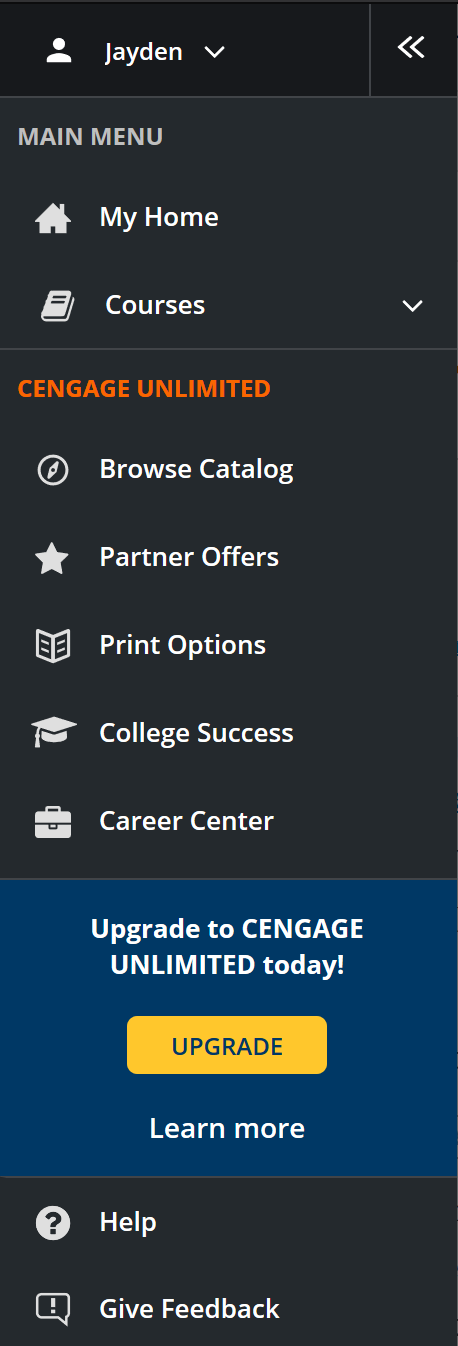 Jayden
MAIN MENU
My Home
Courses
CENGAGE UNLIMITED
Browse Catalog
Partner Offers
Print Options
College Success
Career Center
Upgrade to CENGAGE
UNLIMITED today!
UPGRADE
Learn more
Help
Give Feedback